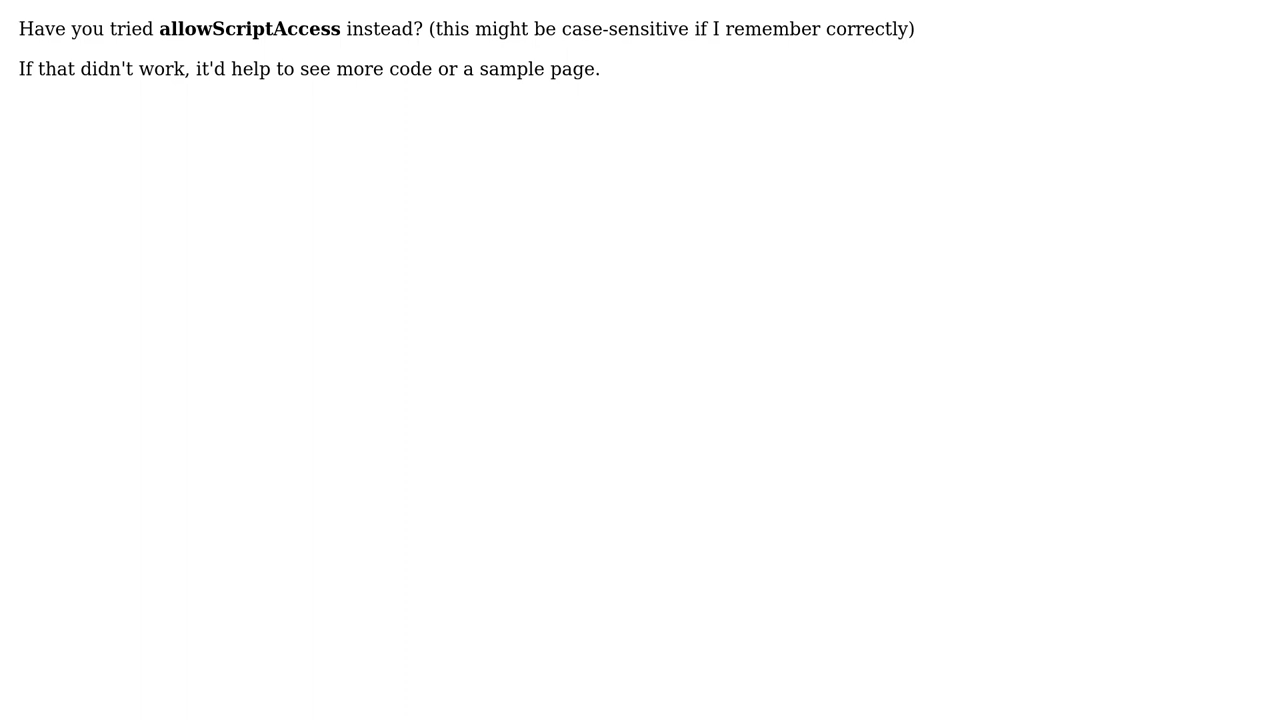 Have you tried allowScriptAccess instead? (this might be case-sensitive if I remember correctly)
If that didn't work, it'd help to see more code or a sample page.